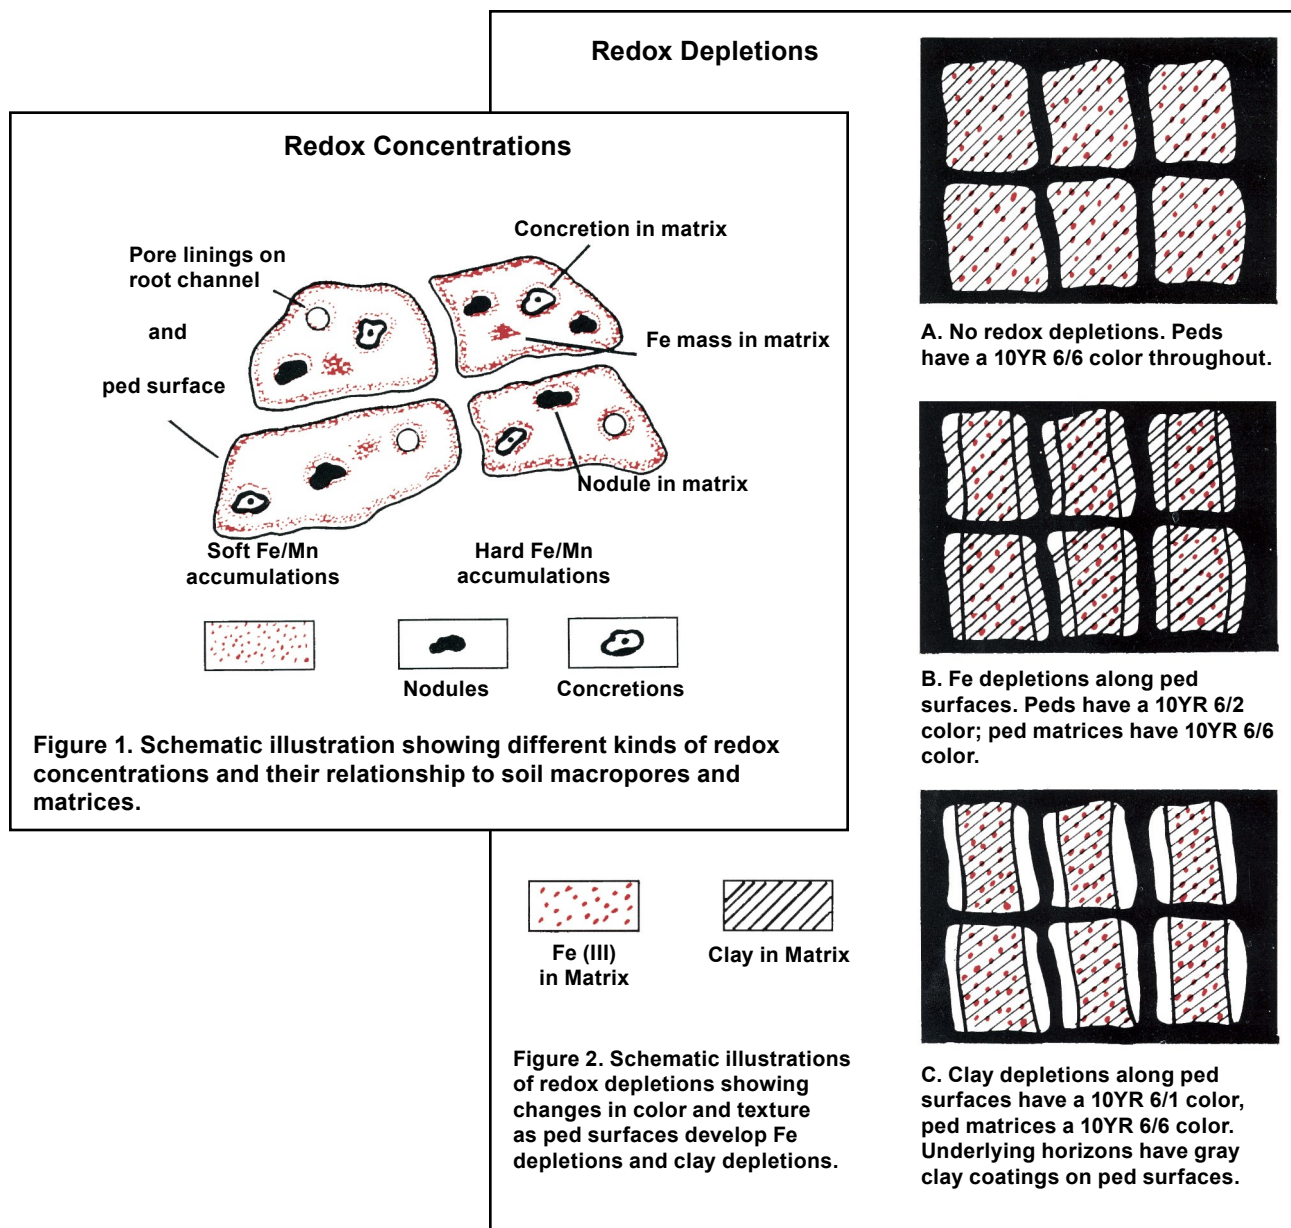 Redox Concentrations
Pore linings on
root channel
and
ped surface
Concretion in matrix
Fe mass in matrix
Nodule in matrix
Soft Fe/Mn
accumulations
Hard Fe/Mn
accumulations
Nodules
Concretions
Figure 1. Schematic illustration showing different kinds of redox
concentrations and their relationship to soil macropores and
matrices.
Redox Depletions
A. No redox depletions. Peds
have a 10YR 6/6 color throughout.
B. Fe depletions along ped
surfaces. Peds have a 10YR 6/2
color; ped matrices have 10YR 6/6
color.
C. Clay depletions along ped
surfaces have a 10YR 6/1 color,
ped matrices a 10YR 6/6 color.
Underlying horizons have gray
clay coatings on ped surfaces.
Fe (III)
in Matrix
Clay in Matrix
Figure 2. Schematic illustrations
of redox depletions showing
changes in color and texture
as ped surfaces develop Fe
depletions and clay depletions.